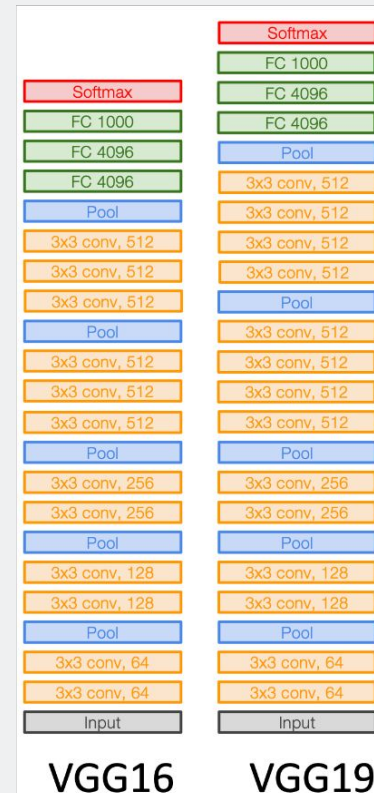 Softmax
FC 1000
FC 4096
FC 4096
Pool
3x3 conv, 512
3x3 conv, 512
3x3 conv, 512
Pool
3x3 conv, 512
3x3 conv, 512
3x3 conv, 512
Pool
3x3 conv, 256
3x3 conv, 256
Pool
3x3 conv, 128
3x3 conv, 128
Pool
3x3 conv, 64
3x3 conv, 64
Input
VGG16
Softmax
FC 1000
FC 4096
FC 4096
Pool
3x3 conv, 512
3x3 conv, 512
3x3 conv, 512
3x3 conv, 512
Pool
3x3 conv, 512
3x3 conv, 512
3x3 conv, 512
3x3 conv, 512
Pool
3x3 conv, 256
3x3 conv, 256
Pool
3x3 conv, 128
3x3 conv, 128
Pool
3x3 conv, 64
3x3 conv, 64
Input
VGG19